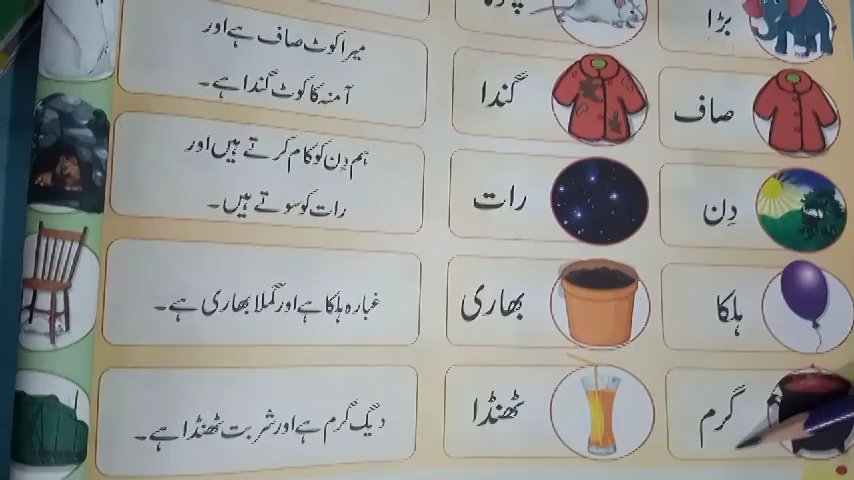 بڑا
صاف
گندا
میرا کوٹ صاف ہے اور
آمنہ کا کوٹ گندا ہے۔
دِن
رات
ہم دِن کو کام کرتے ہیں اور
رات کو سوتے ہیں۔
ہلکا
بھاری
غبارہ ہلکا ہے اور گملا بھاری ہے۔
گرم
ٹھنڈا
دیگ گرم ہے اور شربت ٹھنڈا ہے۔